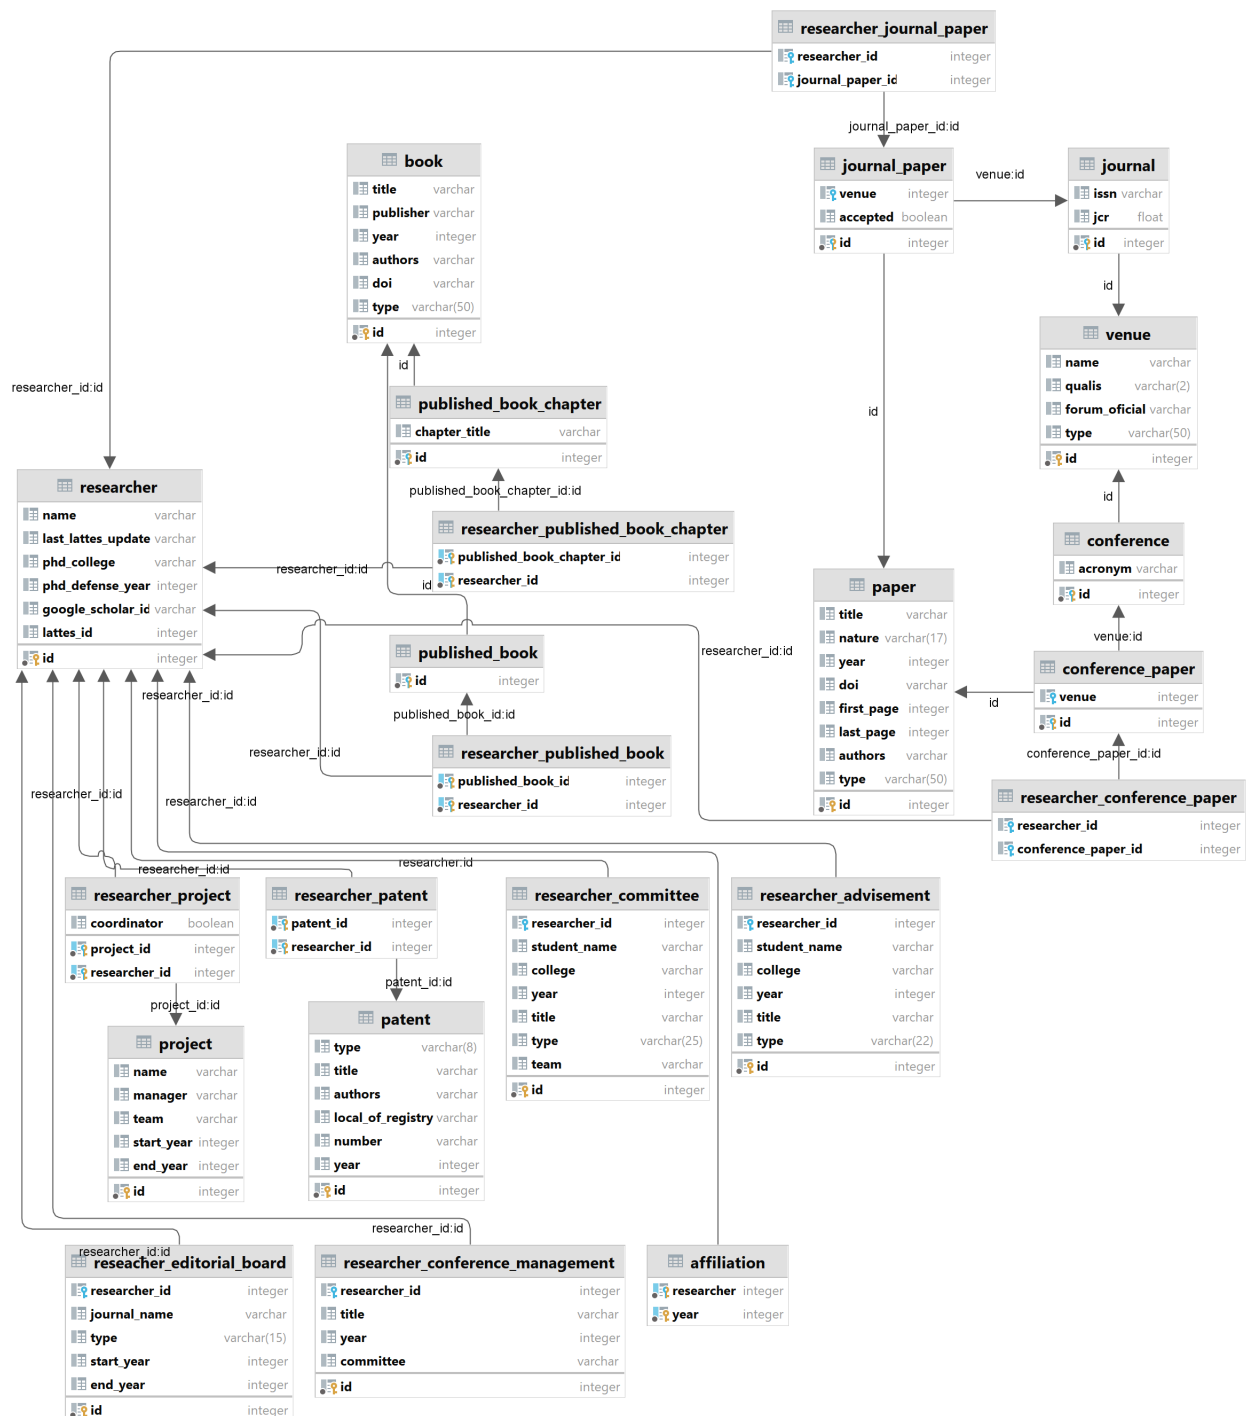 researcher_journal_paper
researcher_id integer
journal_paper_id integer
journal_paper_id:id
book
title varchar
publisher varchar
year integer
authors varchar
doi varchar
type varchar(50)
id integer
journal_paper
venue integer
accepted boolean
id integer
venue:id
journal
issn varchar
jcr float
id integer
id
venue
name varchar
qualis varchar(2)
forum_oficial varchar
type varchar(50)
id integer
id
researcher_id:id
id
published_book_chapter
chapter_title varchar
id integer
published_book_chapter_id:id
id
researcher
name varchar
last_lattes_update varchar
phd_college varchar
phd_defense_year integer
google_scholar_id varchar
lattes_id integer
id integer
researcher_published_book_chapter
published_book_chapter_id integer
researcher_id integer
researcher_id:id
id
conference
acronym varchar
id integer
venue:id
paper
title varchar
nature varchar(17)
year integer
doi varchar
first_page integer
last_page integer
authors varchar
type varchar(50)
id integer
published_book
id integer
published_book_id:id
researcher_id:id
conference_paper
venue integer
id integer
id
conference_paper_id:id
researcher_id:id
researcher_published_book
published_book_id integer
researcher_id integer
researcher_id:id
researcher_conference_paper
researcher_id integer
conference_paper_id integer
researcher_id:id
researcher_id:id
researcher_id:id
researcher:id
researcher_project
coordinator boolean
project_id integer
researcher_id integer
project_id:id
researcher_patent
patent_id integer
researcher_id integer
patent_id:id
researcher_committee
researcher_id integer
student_name varchar
college varchar
year integer
title varchar
type varchar(25)
team varchar
id integer
researcher_advisement
researcher_id integer
student_name varchar
college varchar
year integer
title varchar
type varchar(22)
id integer
project
name varchar
manager varchar
team varchar
start_year integer
end_year integer
id integer
patent
type varchar(8)
title varchar
authors varchar
local_of_registry varchar
number varchar
year integer
id integer
researcher_id:id
researcher_id:id
reseacher_editorial_board
researcher_id integer
journal_name varchar
type varchar(15)
start_year integer
end_year integer
id integer
researcher_conference_management
researcher_id integer
title varchar
year integer
committee varchar
id integer
affiliation
researcher integer
year integer